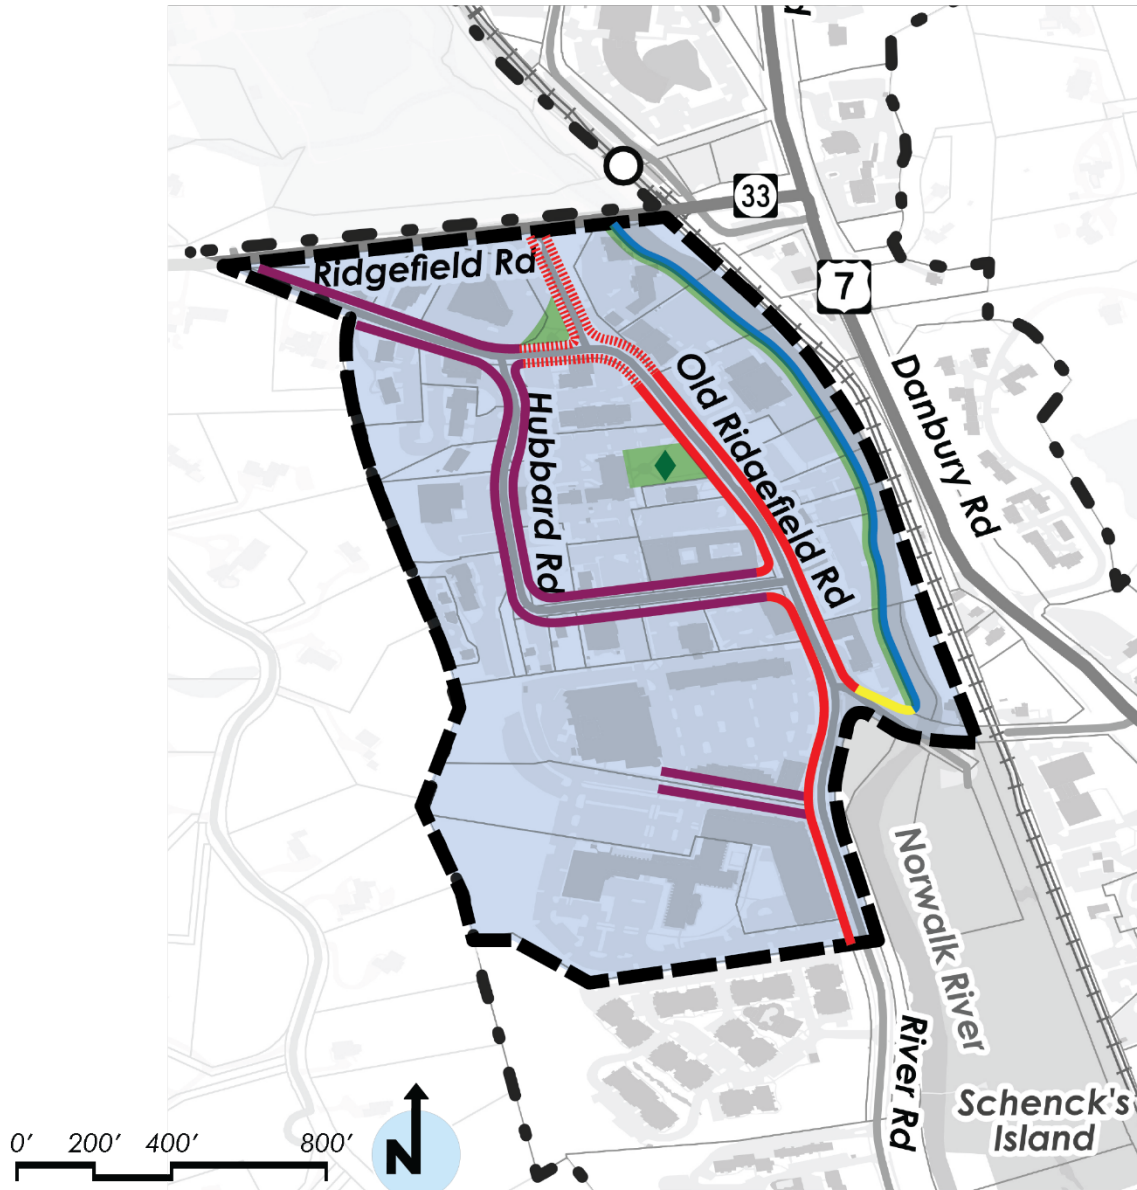 33
Ridgefield Rd
7
Old Ridgefield Rd
Danbury Rd
Hubbard Rd
Norwalk River
River Rd
Schenck's
Island
0' 200' 400' 800'
N